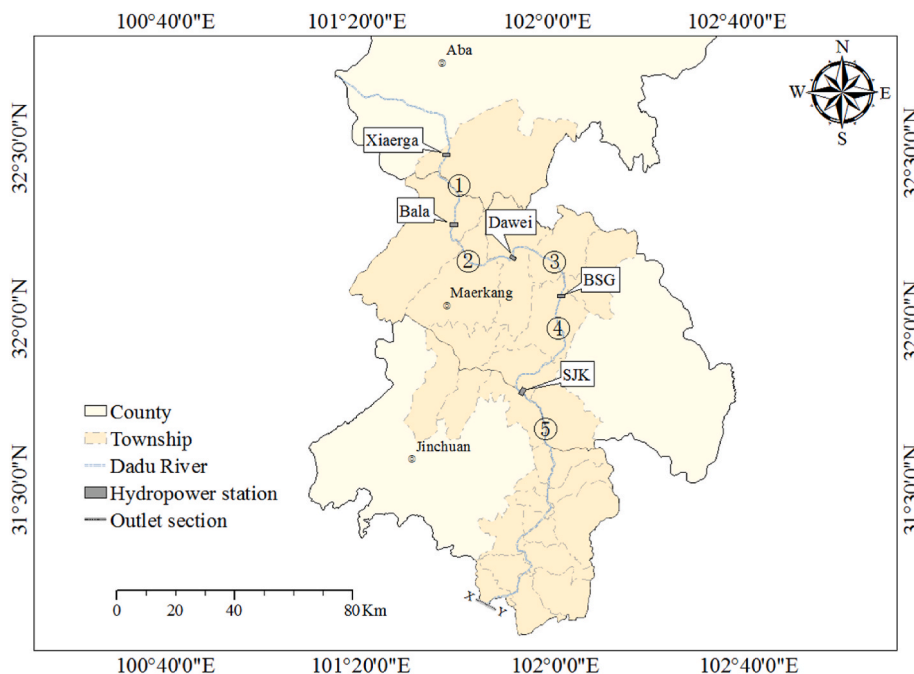 100°40'0"E 101°20'0"E 102°0'0"E 102°40'0"E
Aba
N
W E
S
Xiaerga
32°30'0"N 32°30'0"N
①
Bala
Dawei
② ③
BSG
Maerkang
32°0'0"N 32°0'0"N
④
SJK
County
⑤
Township
Jinchuan
Dadu River
Hydropower station
31°30'0"N 31°30'0"N
Outlet section
X Y
0 20 40 80 Km
100°40'0"E 101°20'0"E 102°0'0"E 102°40'0"E